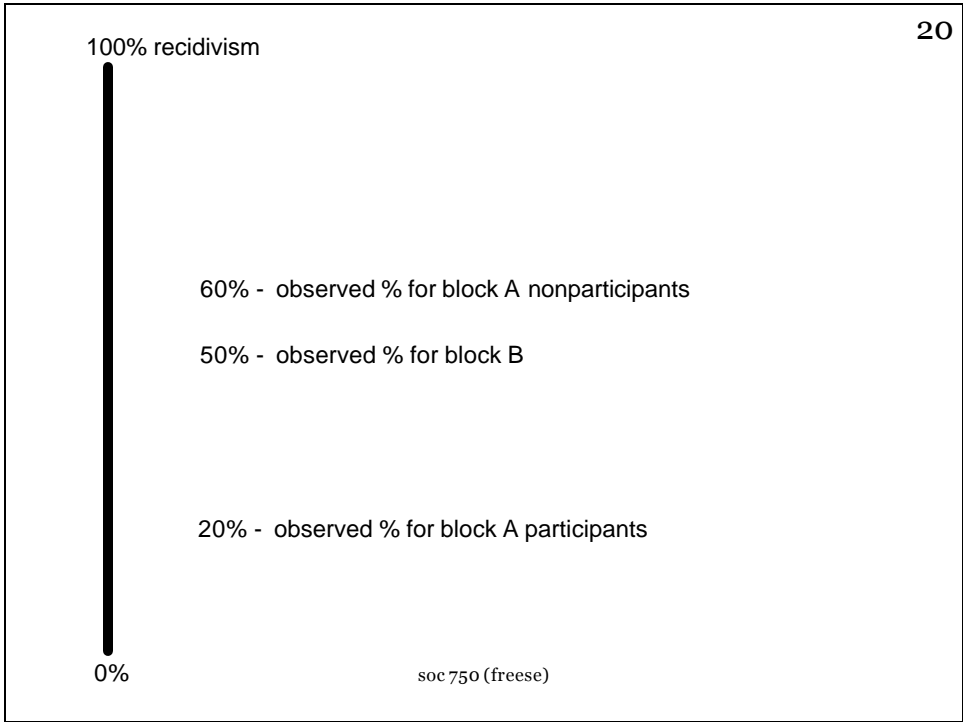 20
100% recidivism
60% - observed % for block A nonparticipants
50% - observed % for block B
20% - observed % for block A participants
0%
soc 750 (freese)